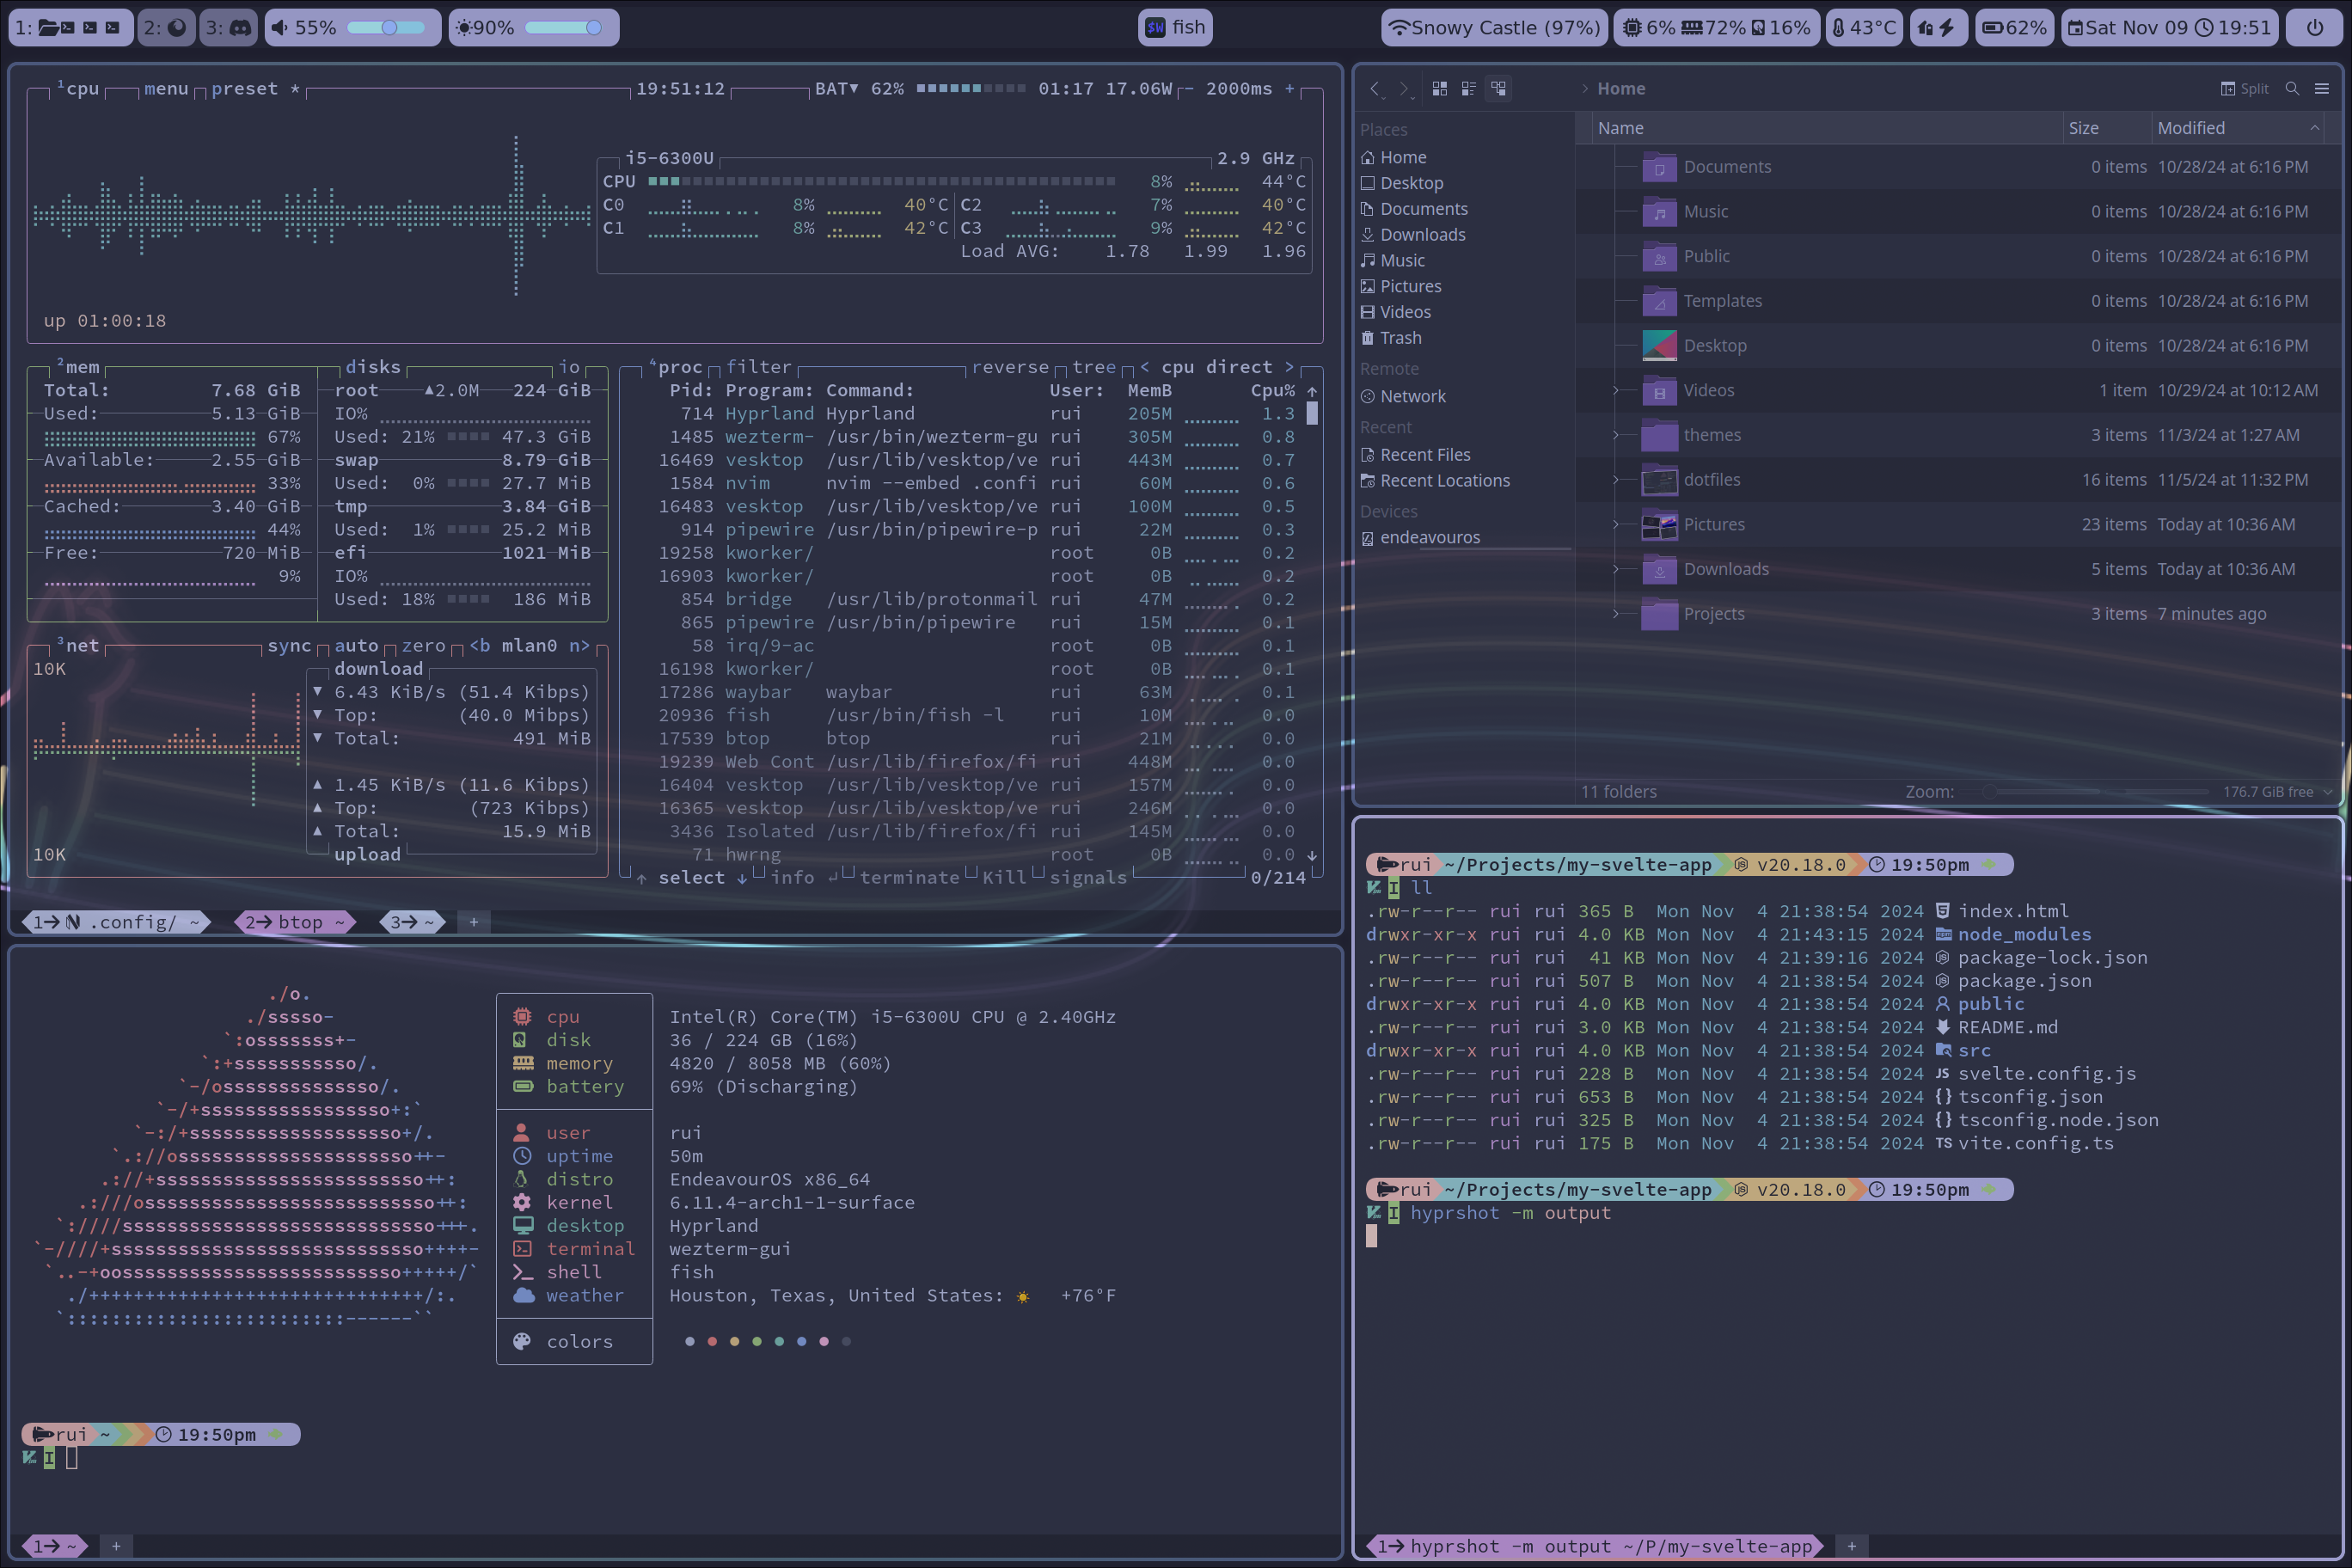 1:
2:
3:
55%
90%
fish
Snowy Castle (97%)
6% 72% 16%
43°C
62%
Sat Nov 09 19:51
¹cpu menu preset * 19:51:12 BAT▼ 62% 01:17 17.06W - 2000ms +
i5-6300U 2.9 GHz
CPU 8% 44°C
C0 8% 40°C C2 7% 40°C
C1 8% 42°C C3 9% 42°C
Load AVG: 1.78 1.99 1.96
up 01:00:18
²mem disks io
Total: 7.68 GiB
Used: 5.13 GiB
67%
Available: 2.55 GiB
33%
Cached: 3.40 GiB
44%
Free: 720 MiB
9%
root ▲2.0M 224 GiB
IO%
Used: 21% 47.3 GiB
swap 8.79 GiB
Used: 0% 27.7 MiB
tmp 3.84 GiB
Used: 1% 25.2 MiB
efi 1021 MiB
IO%
Used: 18% 186 MiB
³net sync auto zero <b mlan0 n>
10K
download
▼ 6.43 KiB/s (51.4 Kibps)
▼ Top: (40.0 Mibps)
▼ Total: 491 MiB
▲ 1.45 KiB/s (11.6 Kibps)
▲ Top: (723 Kibps)
▲ Total: 15.9 MiB
10K
upload
⁴proc filter reverse tree < cpu direct >
Pid: Program: Command: User: MemB Cpu% ↑
714 Hyprland Hyprland rui 205M 1.3
1485 wezterm- /usr/bin/wezterm-gu rui 305M 0.8
16469 vesktop /usr/lib/vesktop/ve rui 443M 0.7
1584 nvim nvim --embed .confi rui 60M 0.6
16483 vesktop /usr/lib/vesktop/ve rui 100M 0.5
914 pipewire /usr/bin/pipewire-p rui 22M 0.3
19258 kworker/ root 0B 0.2
16903 kworker/ root 0B 0.2
854 bridge /usr/lib/protonmail rui 47M 0.2
865 pipewire /usr/bin/pipewire rui 15M 0.1
58 irq/9-ac root 0B 0.1
16198 kworker/ root 0B 0.1
17286 waybar waybar rui 63M 0.1
20936 fish /usr/bin/fish -l rui 10M 0.0
17539 btop btop rui 21M 0.0
19239 Web Cont /usr/lib/firefox/fi rui 448M 0.0
16404 vesktop /usr/lib/vesktop/ve rui 157M 0.0
16365 vesktop /usr/lib/vesktop/ve rui 246M 0.0
3436 Isolated /usr/lib/firefox/fi rui 145M 0.0
71 hwrng root 0B 0.0 ↓
↑ select ↓ info ↵ terminate Kill signals 0/214
1→ .config/ ~ 2→ btop ~ 3→ ~ +
Home
Split
Places
Home
Desktop
Documents
Downloads
Music
Pictures
Videos
Trash
Remote
Network
Recent
Recent Files
Recent Locations
Devices
endeavouros
Name Size Modified
Documents 0 items 10/28/24 at 6:16 PM
Music 0 items 10/28/24 at 6:16 PM
Public 0 items 10/28/24 at 6:16 PM
Templates 0 items 10/28/24 at 6:16 PM
Desktop 0 items 10/28/24 at 6:16 PM
Videos 1 item 10/29/24 at 10:12 AM
themes 3 items 11/3/24 at 1:27 AM
dotfiles 16 items 11/5/24 at 11:32 PM
Pictures 23 items Today at 10:36 AM
Downloads 5 items Today at 10:36 AM
Projects 3 items 7 minutes ago
11 folders Zoom: 176.7 GiB free
./o.
./sssso-
`:osssssss+-
`:+sssssssssso/.
`-/ossssssssssssso/.
`-/+sssssssssssssssso+:`
`-:/+sssssssssssssssssso+/.
`.://osssssssssssssssssssso++-
.://+ssssssssssssssssssssssso++:
.:///ossssssssssssssssssssssssso++:
`:////ssssssssssssssssssssssssssso+++.
`-////+ssssssssssssssssssssssssssso++++-
`..-+oosssssssssssssssssssssssso+++++/`
./++++++++++++++++++++++++++++++/:.
`:::::::::::::::::::::::::------``
cpu Intel(R) Core(TM) i5-6300U CPU @ 2.40GHz
disk 36 / 224 GB (16%)
memory 4820 / 8058 MB (60%)
battery 69% (Discharging)
user rui
uptime 50m
distro EndeavourOS x86_64
kernel 6.11.4-arch1-1-surface
desktop Hyprland
terminal wezterm-gui
shell fish
weather Houston, Texas, United States: ☀ +76°F
colors
rui ~ 19:50pm
I
1→ ~ +
rui ~/Projects/my-svelte-app v20.18.0 19:50pm
I ll
.rw-r--r-- rui rui 365 B Mon Nov 4 21:38:54 2024 index.html
drwxr-xr-x rui rui 4.0 KB Mon Nov 4 21:43:15 2024 node_modules
.rw-r--r-- rui rui 41 KB Mon Nov 4 21:39:16 2024 package-lock.json
.rw-r--r-- rui rui 507 B Mon Nov 4 21:38:54 2024 package.json
drwxr-xr-x rui rui 4.0 KB Mon Nov 4 21:38:54 2024 public
.rw-r--r-- rui rui 3.0 KB Mon Nov 4 21:38:54 2024 README.md
drwxr-xr-x rui rui 4.0 KB Mon Nov 4 21:38:54 2024 src
.rw-r--r-- rui rui 228 B Mon Nov 4 21:38:54 2024 JS svelte.config.js
.rw-r--r-- rui rui 653 B Mon Nov 4 21:38:54 2024 {} tsconfig.json
.rw-r--r-- rui rui 325 B Mon Nov 4 21:38:54 2024 {} tsconfig.node.json
.rw-r--r-- rui rui 175 B Mon Nov 4 21:38:54 2024 TS vite.config.ts
rui ~/Projects/my-svelte-app v20.18.0 19:50pm
I hyprshot -m output
1→ hyprshot -m output ~/P/my-svelte-app +